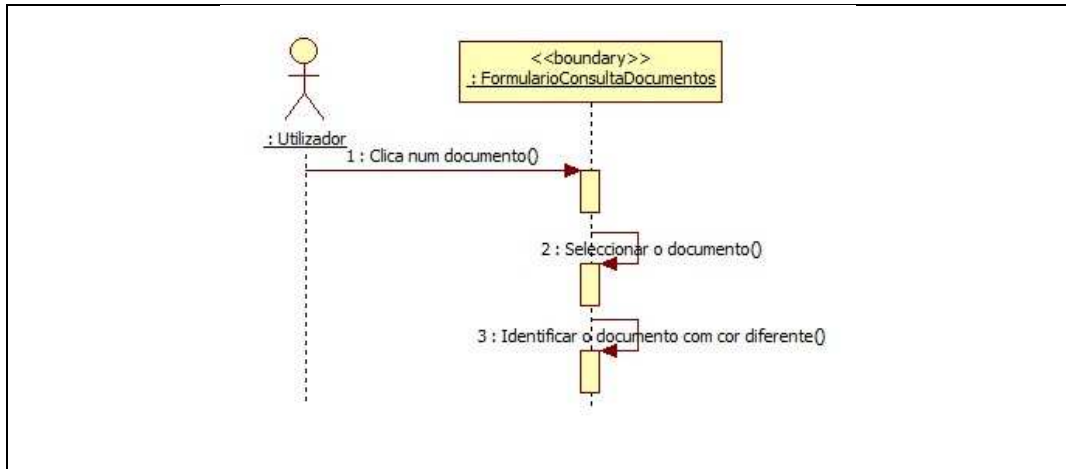 <<boundary>>
: FormularioConsultaDocumentos
: Utilizador
1 : Clica num documento()
2 : Seleccionar o documento()
3 : Identificar o documento com cor diferente()